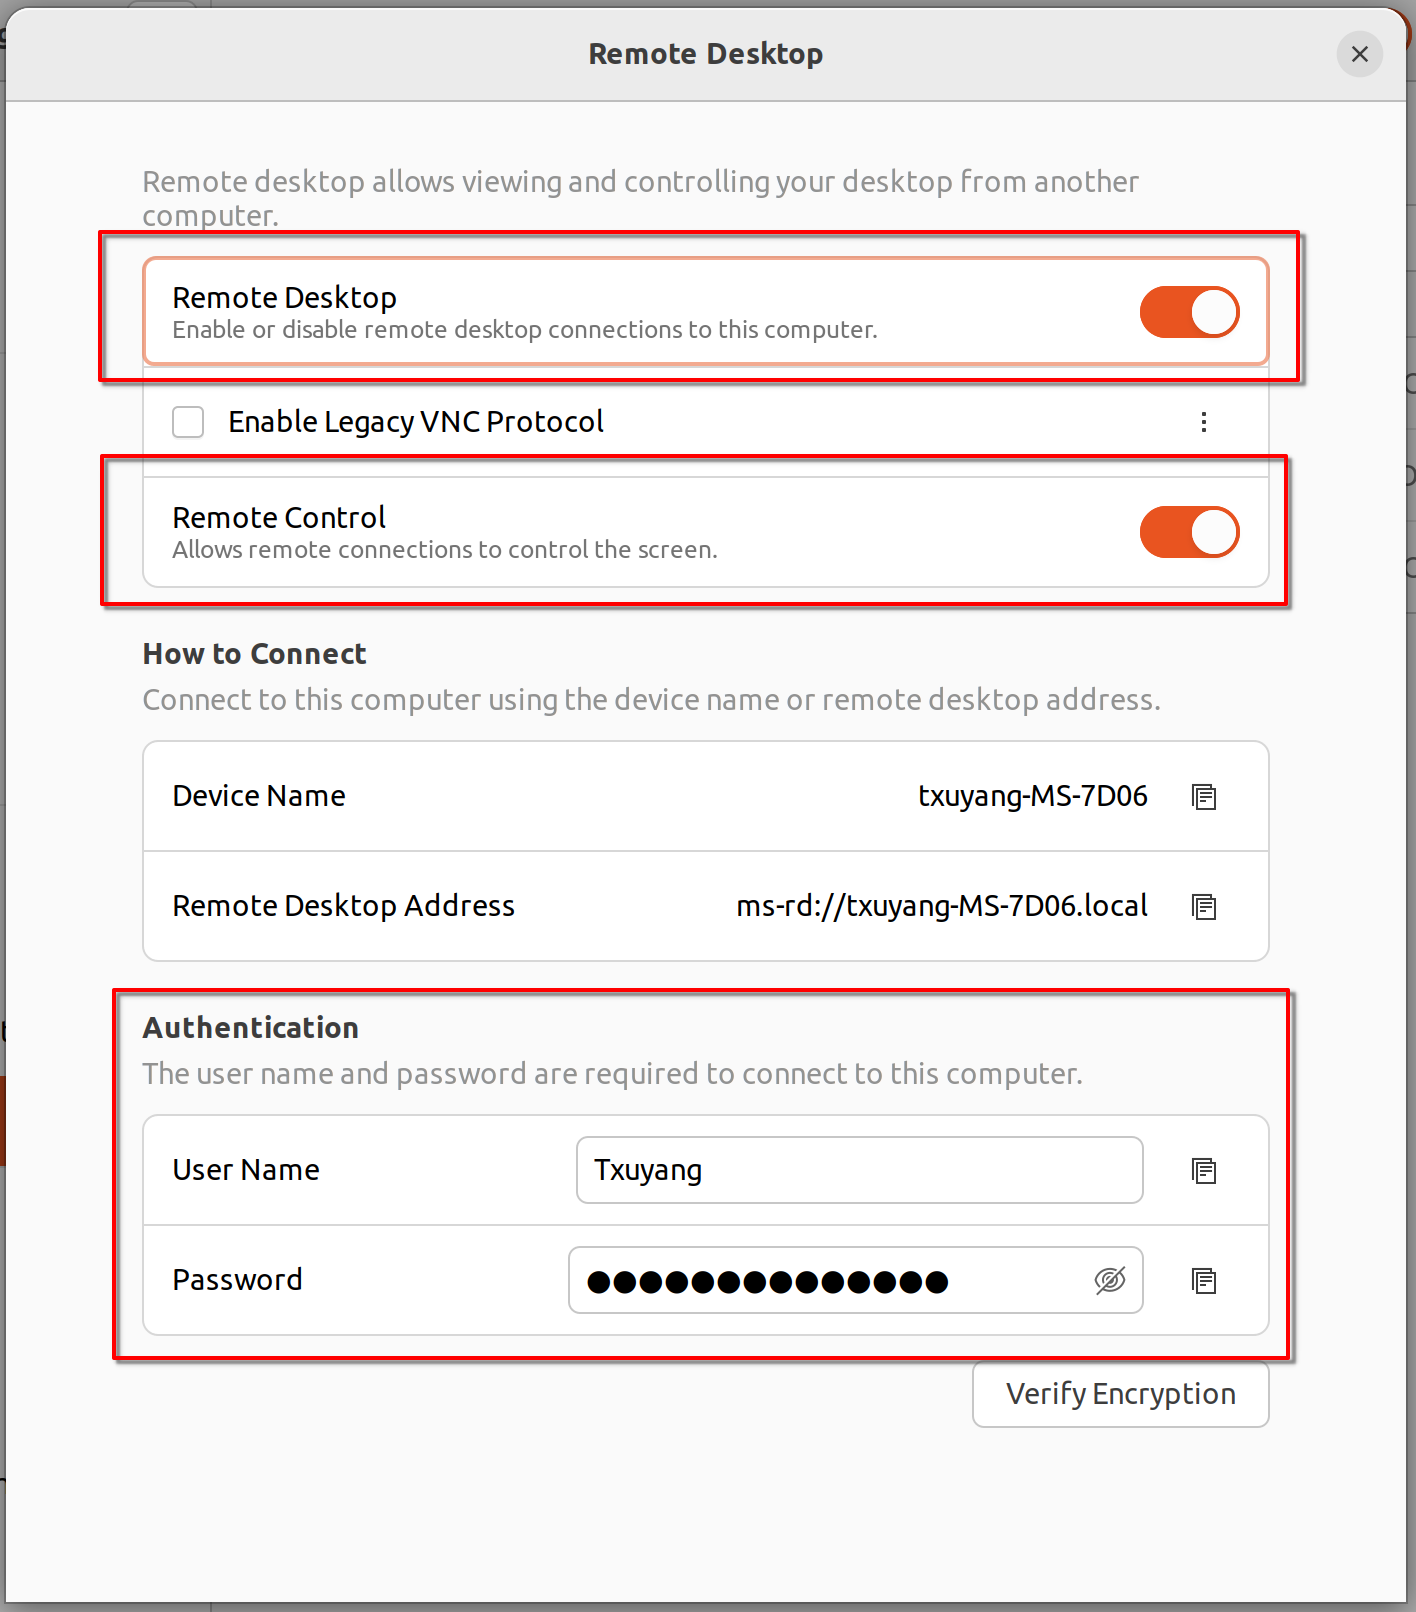 Remote Desktop
Remote desktop allows viewing and controlling your desktop from another
computer.
Remote Desktop
Enable or disable remote desktop connections to this computer.
Enable Legacy VNC Protocol
Remote Control
Allows remote connections to control the screen.
How to Connect
Connect to this computer using the device name or remote desktop address.
Device Name txuyang-MS-7D06
Remote Desktop Address ms-rd://txuyang-MS-7D06.local
Authentication
The user name and password are required to connect to this computer.
User Name Txuyang
Password ●●●●●●●●●●●●●●
Verify Encryption